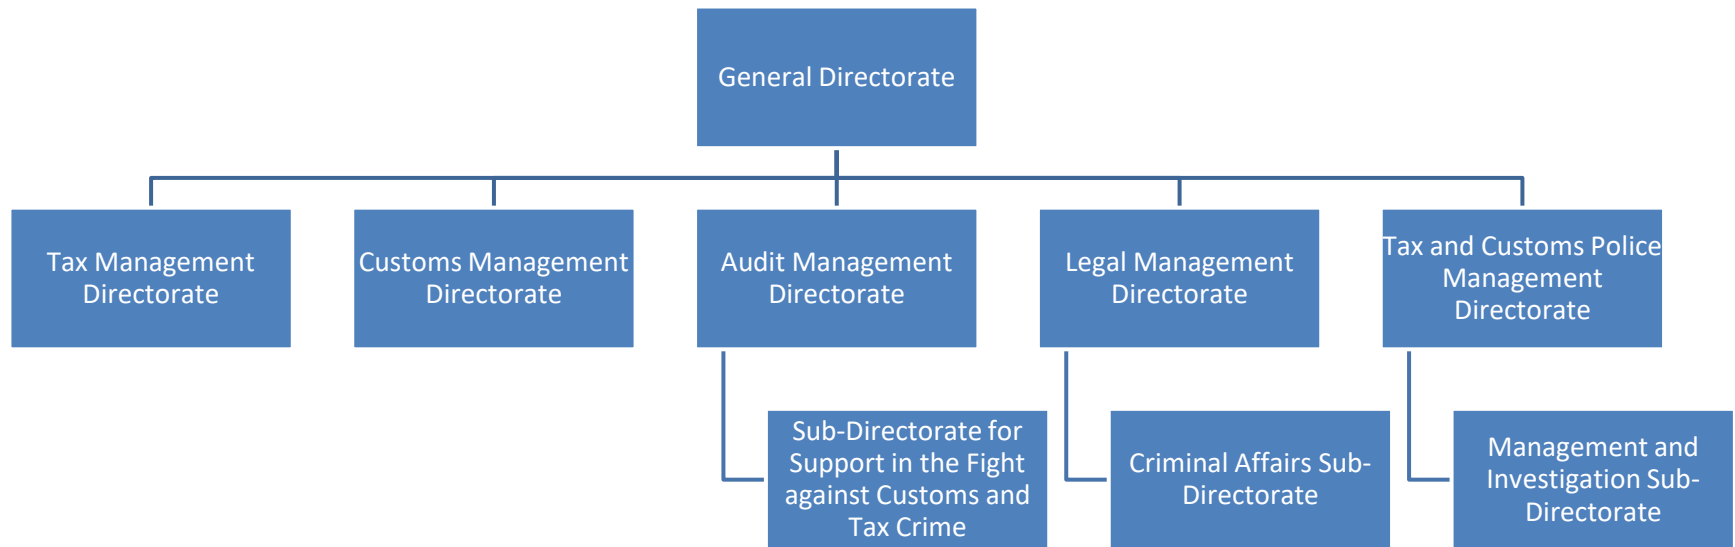 General Directorate
Tax Management
Directorate
Customs Management
Directorate
Audit Management
Directorate
Legal Management
Directorate
Tax and Customs Police
Management
Directorate
Sub-Directorate for
Support in the Fight
against Customs and
Tax Crime
Criminal Affairs Sub-
Directorate
Management and
Investigation Sub-
Directorate